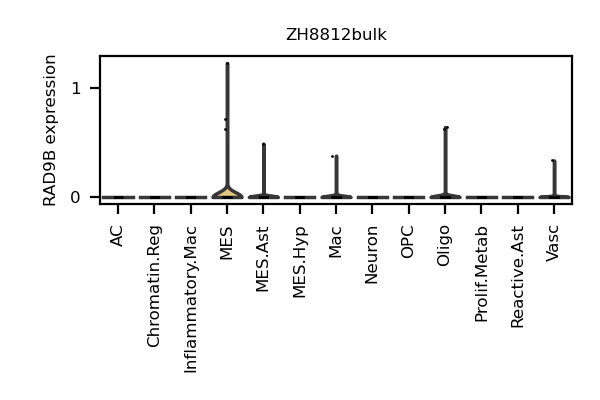 ZH8812bulk
RAD9B expression
1
0
AC
Chromatin.Reg
Inflammatory.Mac
MES
MES.Ast
MES.Hyp
Mac
Neuron
OPC
Oligo
Prolif.Metab
Reactive.Ast
Vasc